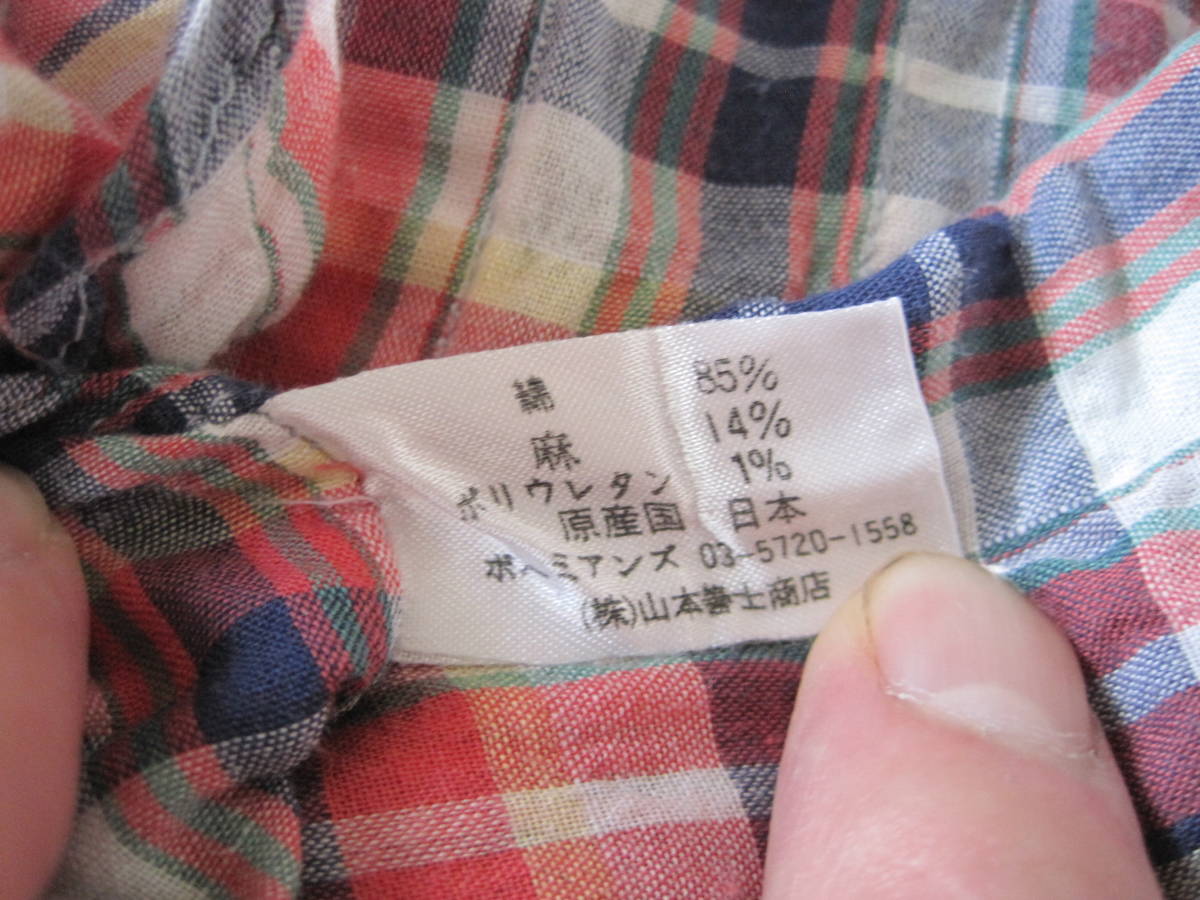 綿 85%
麻 14%
ポリウレタン 1%
原産国 日本
ボヘミアンズ 03-5720-1558
(株)山本善士商店